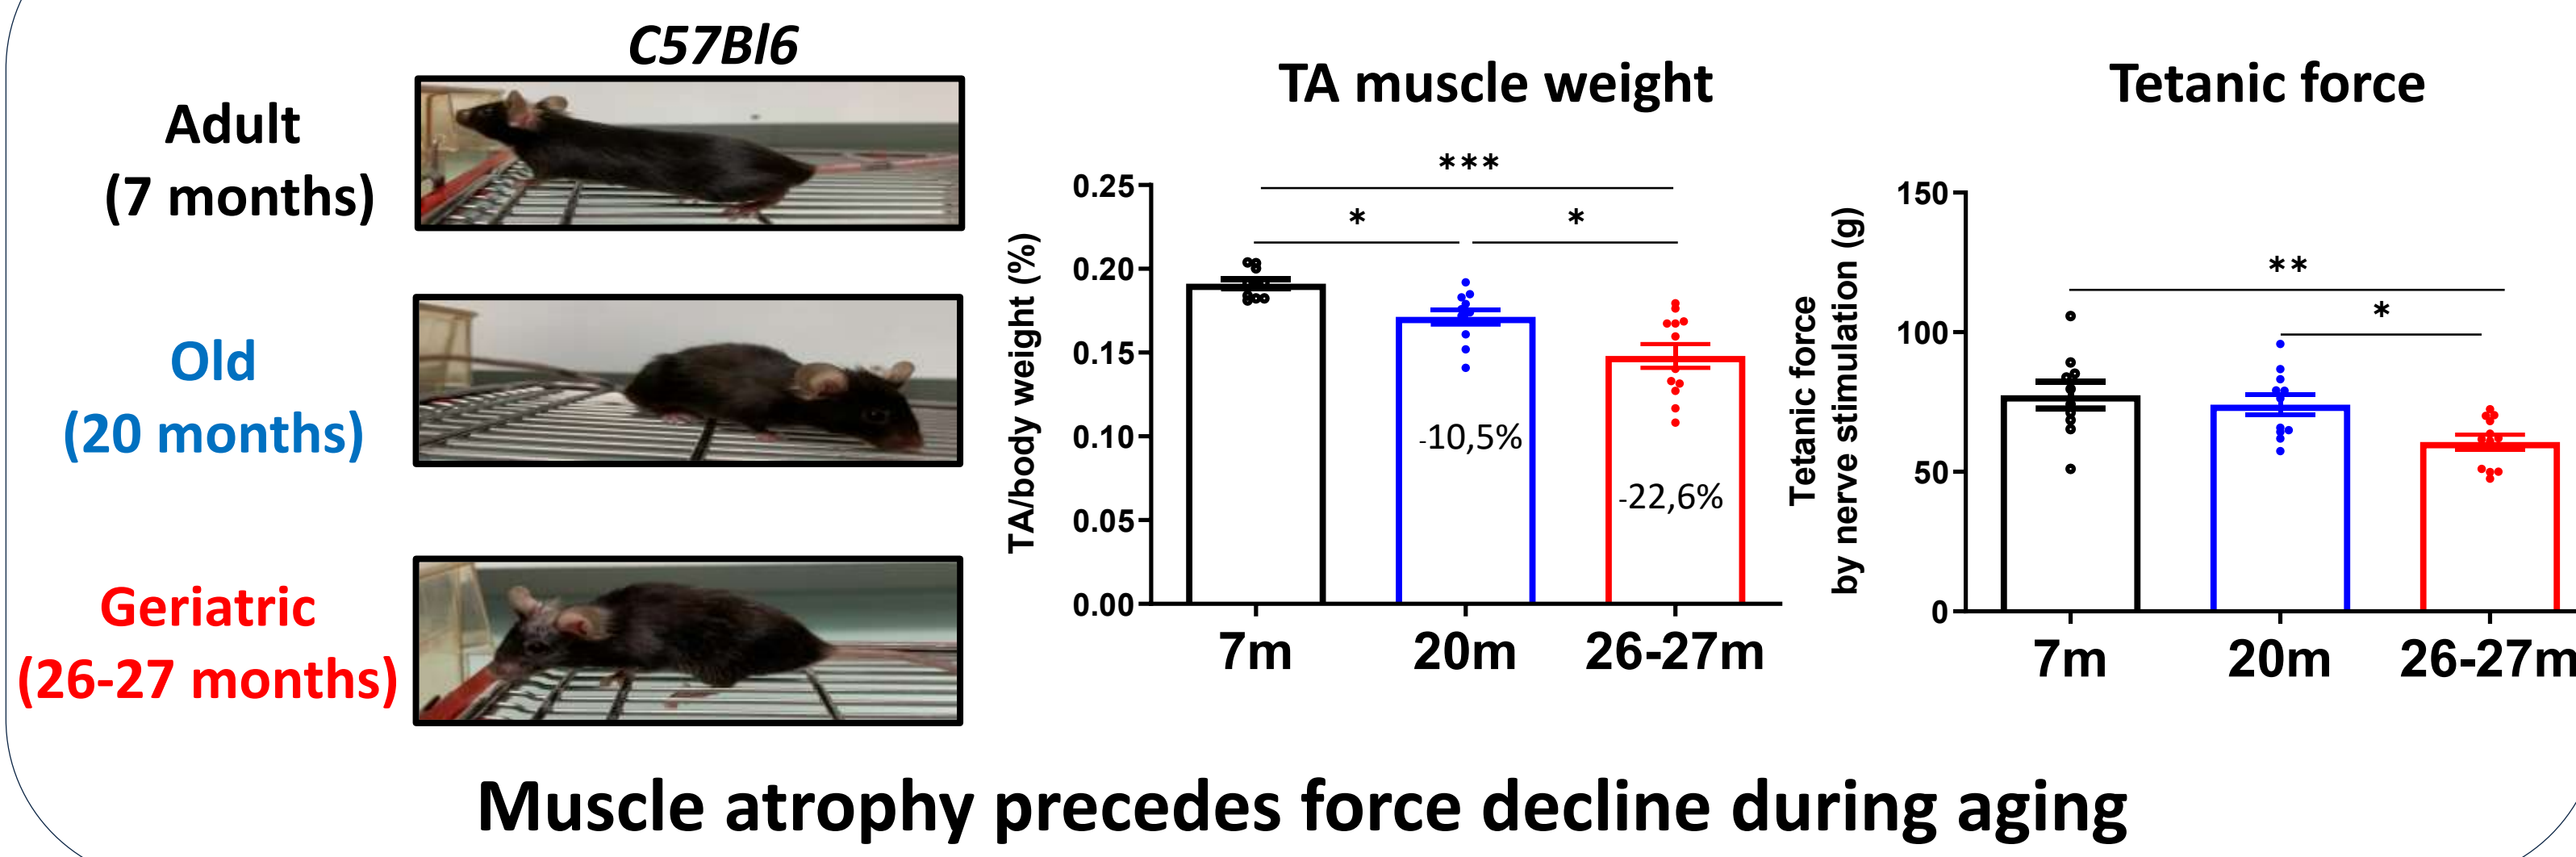 C57Bl6
Adult
(7 months)
Old
(20 months)
Geriatric
(26-27 months)
TA muscle weight
TA/body weight (%)
0.25
0.20
0.15
0.10
0.05
0.00
***
*
*
-10,5%
-22,6%
7m
20m
26-27m
Tetanic force
Tetanic force
by nerve stimulation (g)
150
100
50
0
**
*
7m
20m
26-27m
Muscle atrophy precedes force decline during aging